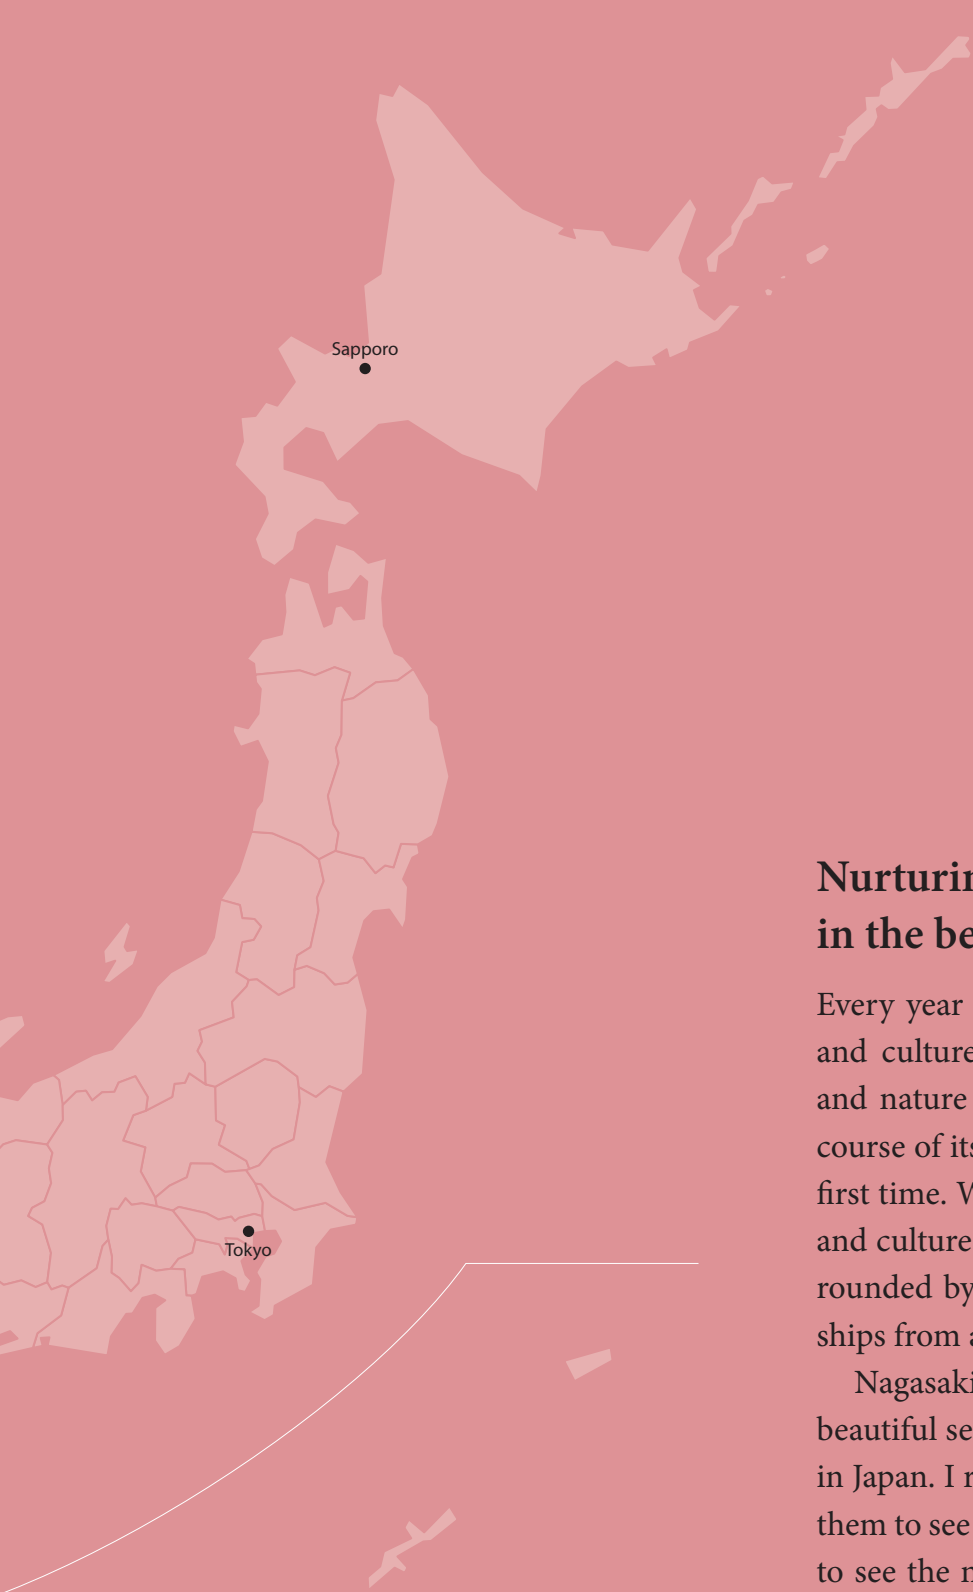 Sapporo
Tokyo
Nurturin
in the be
Every year
and culture
and nature
course of its
first time. W
and culture
rounded by
ships from a
Nagasaki
beautiful se
in Japan. I r
them to see
to see the n